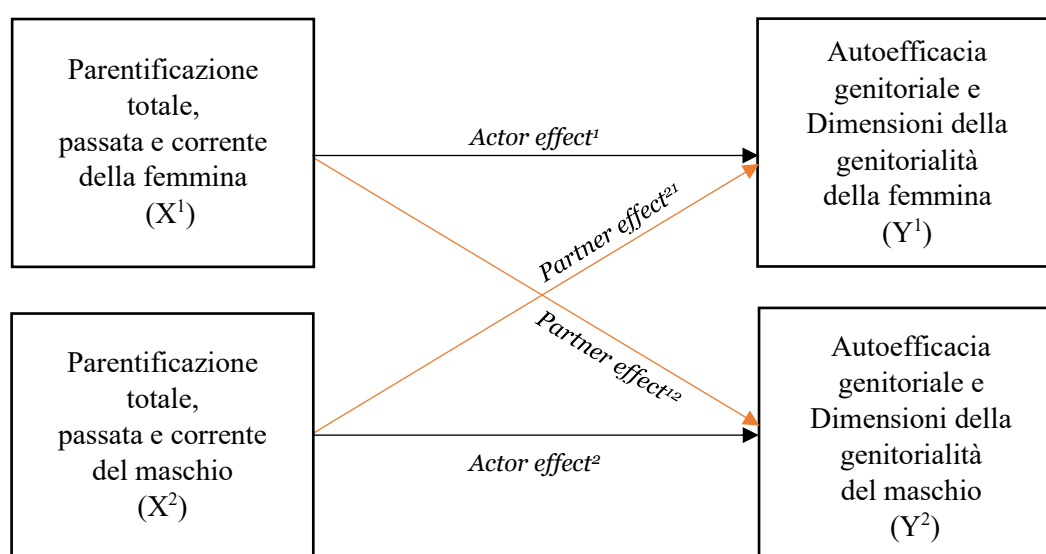 Parentificazione
totale,
passata e corrente
della femmina
(X¹)
Actor effect¹
Autoefficacia
genitoriale e
Dimensioni della
genitorialità
della femmina
(Y¹)
Partner effect²¹
Partner effect¹²
Parentificazione
totale,
passata e corrente
del maschio
(X²)
Actor effect²
Autoefficacia
genitoriale e
Dimensioni della
genitorialità
del maschio
(Y²)